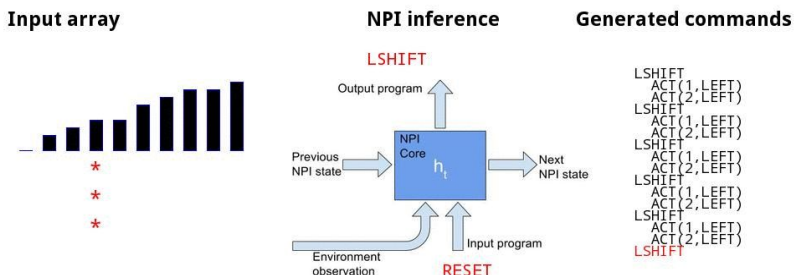 Input array
NPI inference
Generated commands
LSHIFT
Output program
NPI
Core
h_t
Previous
NPI state
Next
NPI state
Environment
observation
Input program
RESET
*
*
*
LSHIFT
ACT(1,LEFT)
ACT(2,LEFT)
LSHIFT
ACT(1,LEFT)
ACT(2,LEFT)
LSHIFT
ACT(1,LEFT)
ACT(2,LEFT)
LSHIFT
ACT(1,LEFT)
ACT(2,LEFT)
LSHIFT
ACT(1,LEFT)
ACT(2,LEFT)
LSHIFT